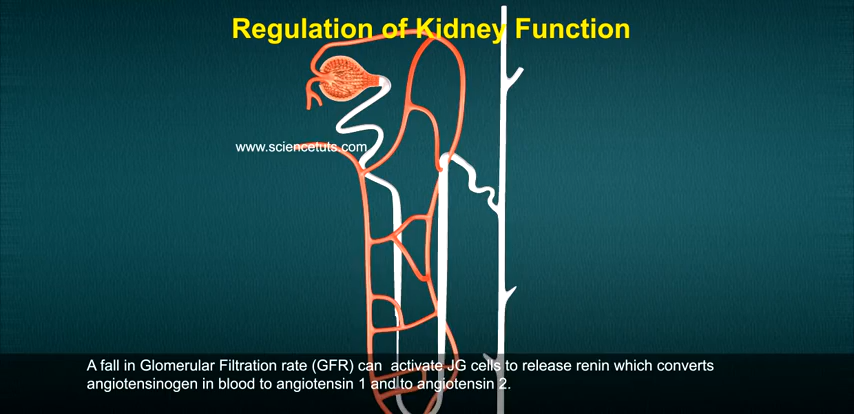 Regulation of Kidney Function
www.sciencetuts.com
A fall in Glomerular Filtration rate (GFR) can  activate JG cells to release renin which converts
angiotensinogen in blood to angiotensin 1 and to angiotensin 2.